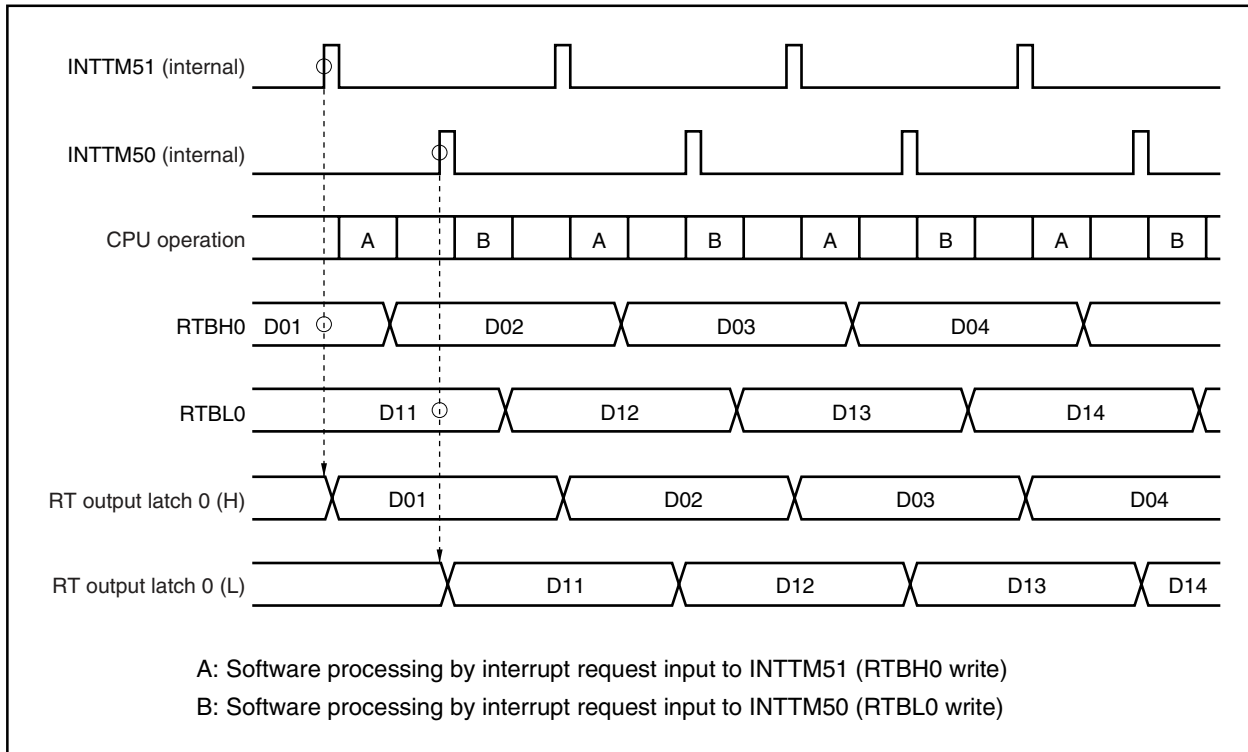 INTTM51 (internal)
INTTM50 (internal)
CPU operation A B A B A B A B
RTBH0 D01 D02 D03 D04
RTBL0 D11 D12 D13 D14
RT output latch 0 (H) D01 D02 D03 D04
RT output latch 0 (L) D11 D12 D13 D14
A: Software processing by interrupt request input to INTTM51 (RTBH0 write)
B: Software processing by interrupt request input to INTTM50 (RTBL0 write)